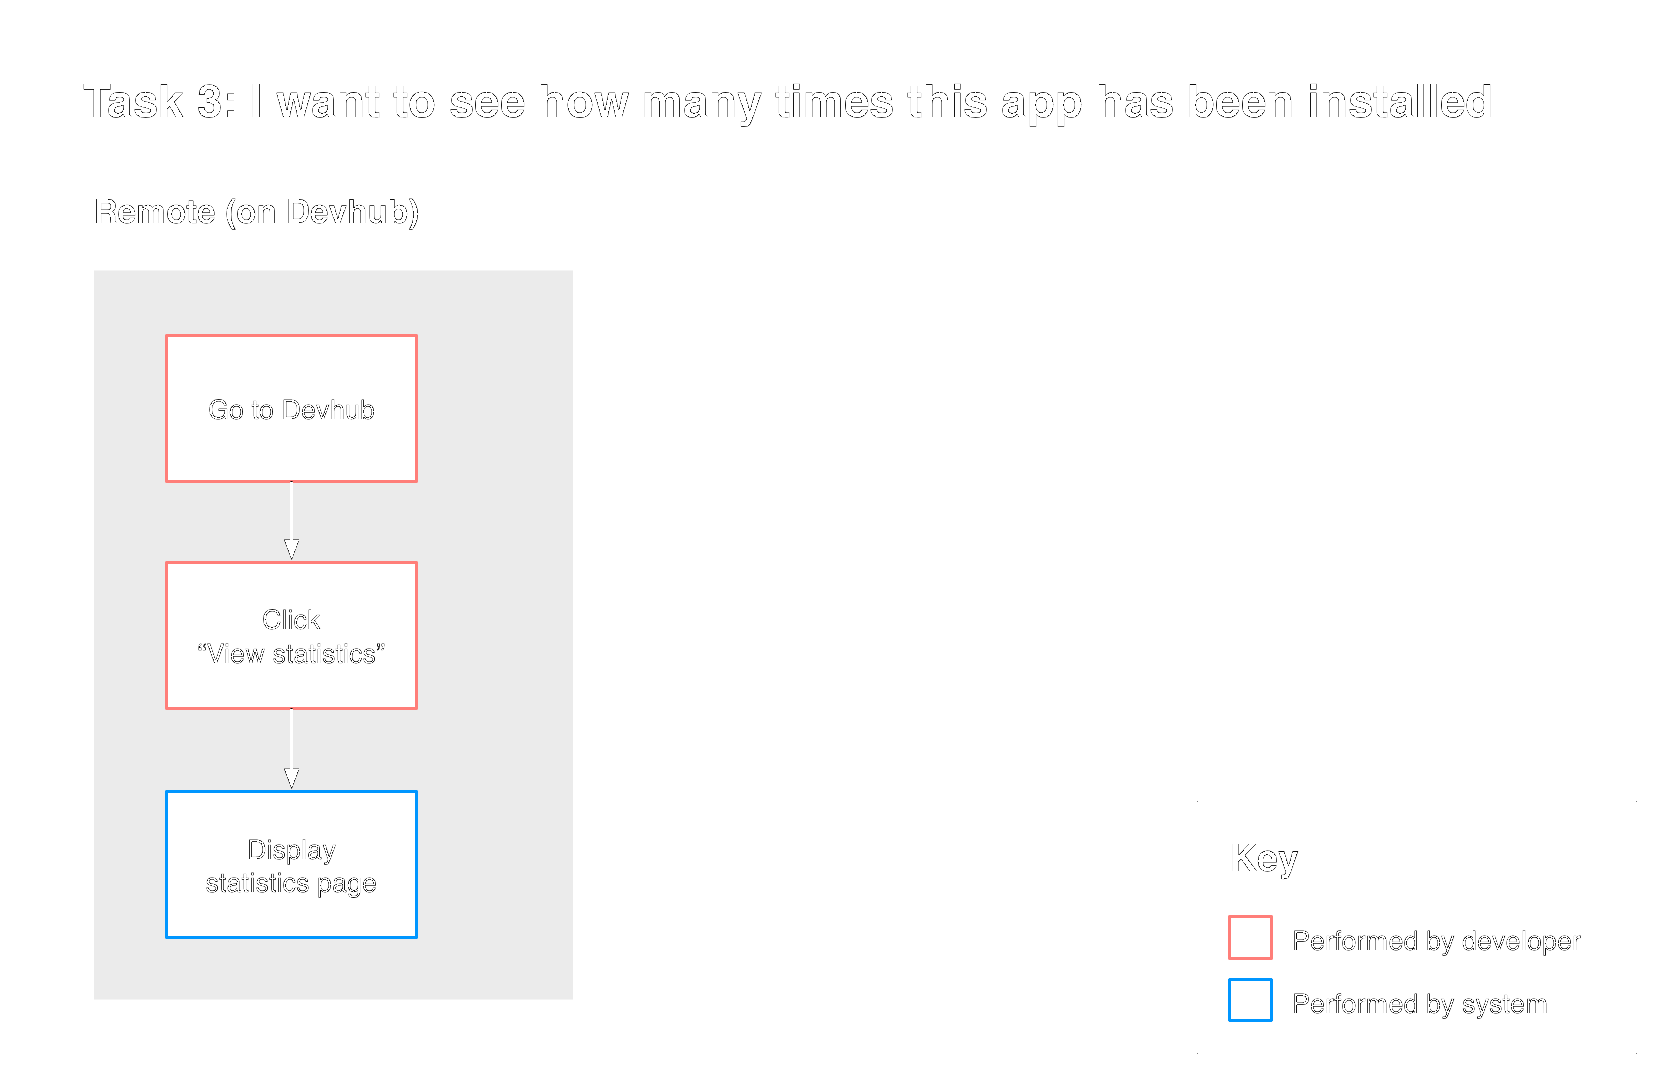 Task 3: I want to see how many times this app has been installed
Remote (on Devhub)
Go to Devhub
Click
“View statistics”
Display
statistics page
Key
Performed by developer
Performed by system